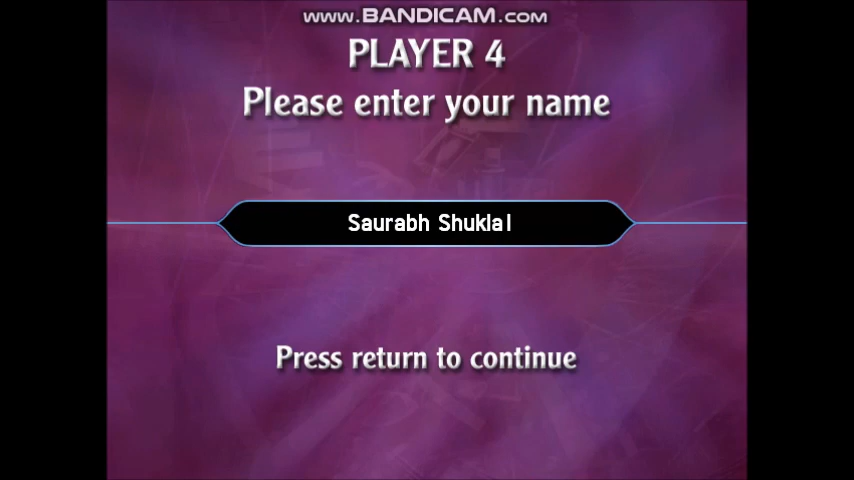 www.BANDICAM.com
PLAYER 4
Please enter your name
Saurabh Shukla
Press return to continue